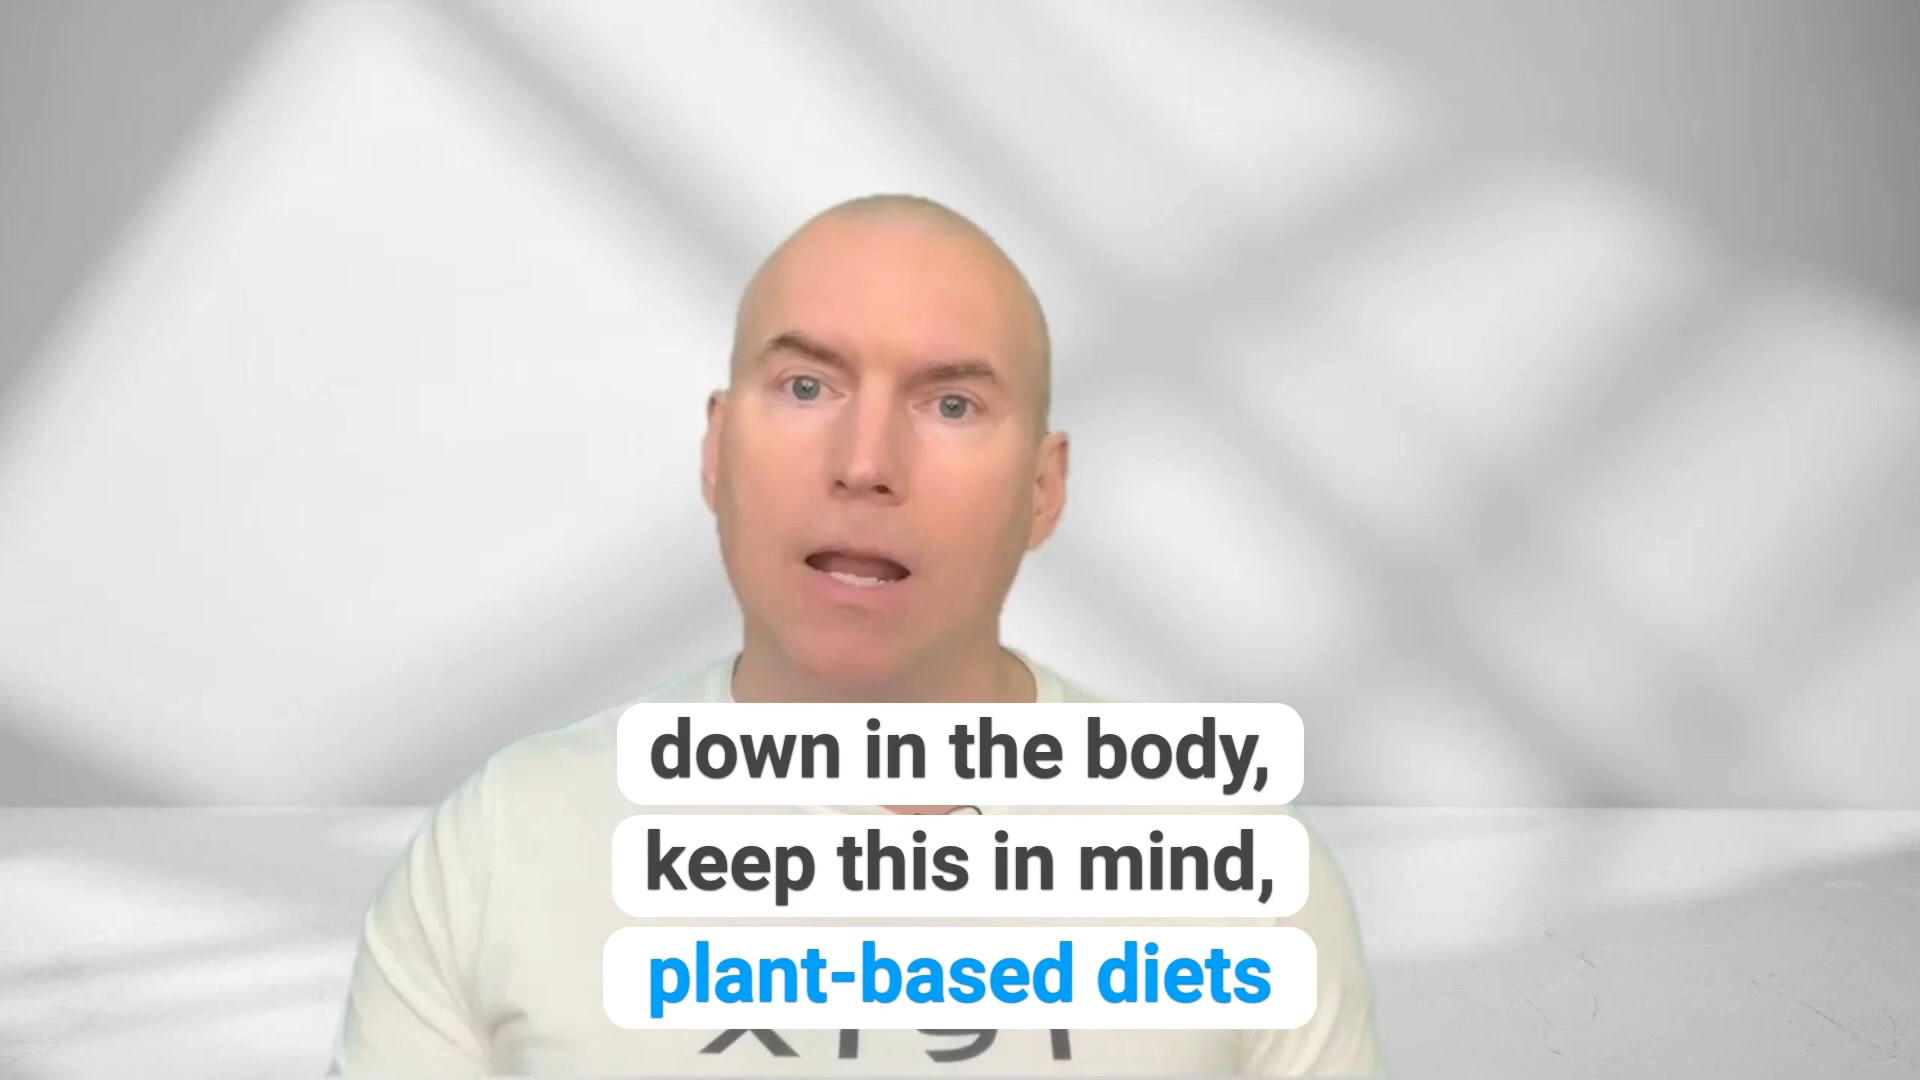 down in the body,
keep this in mind,
plant-based diets